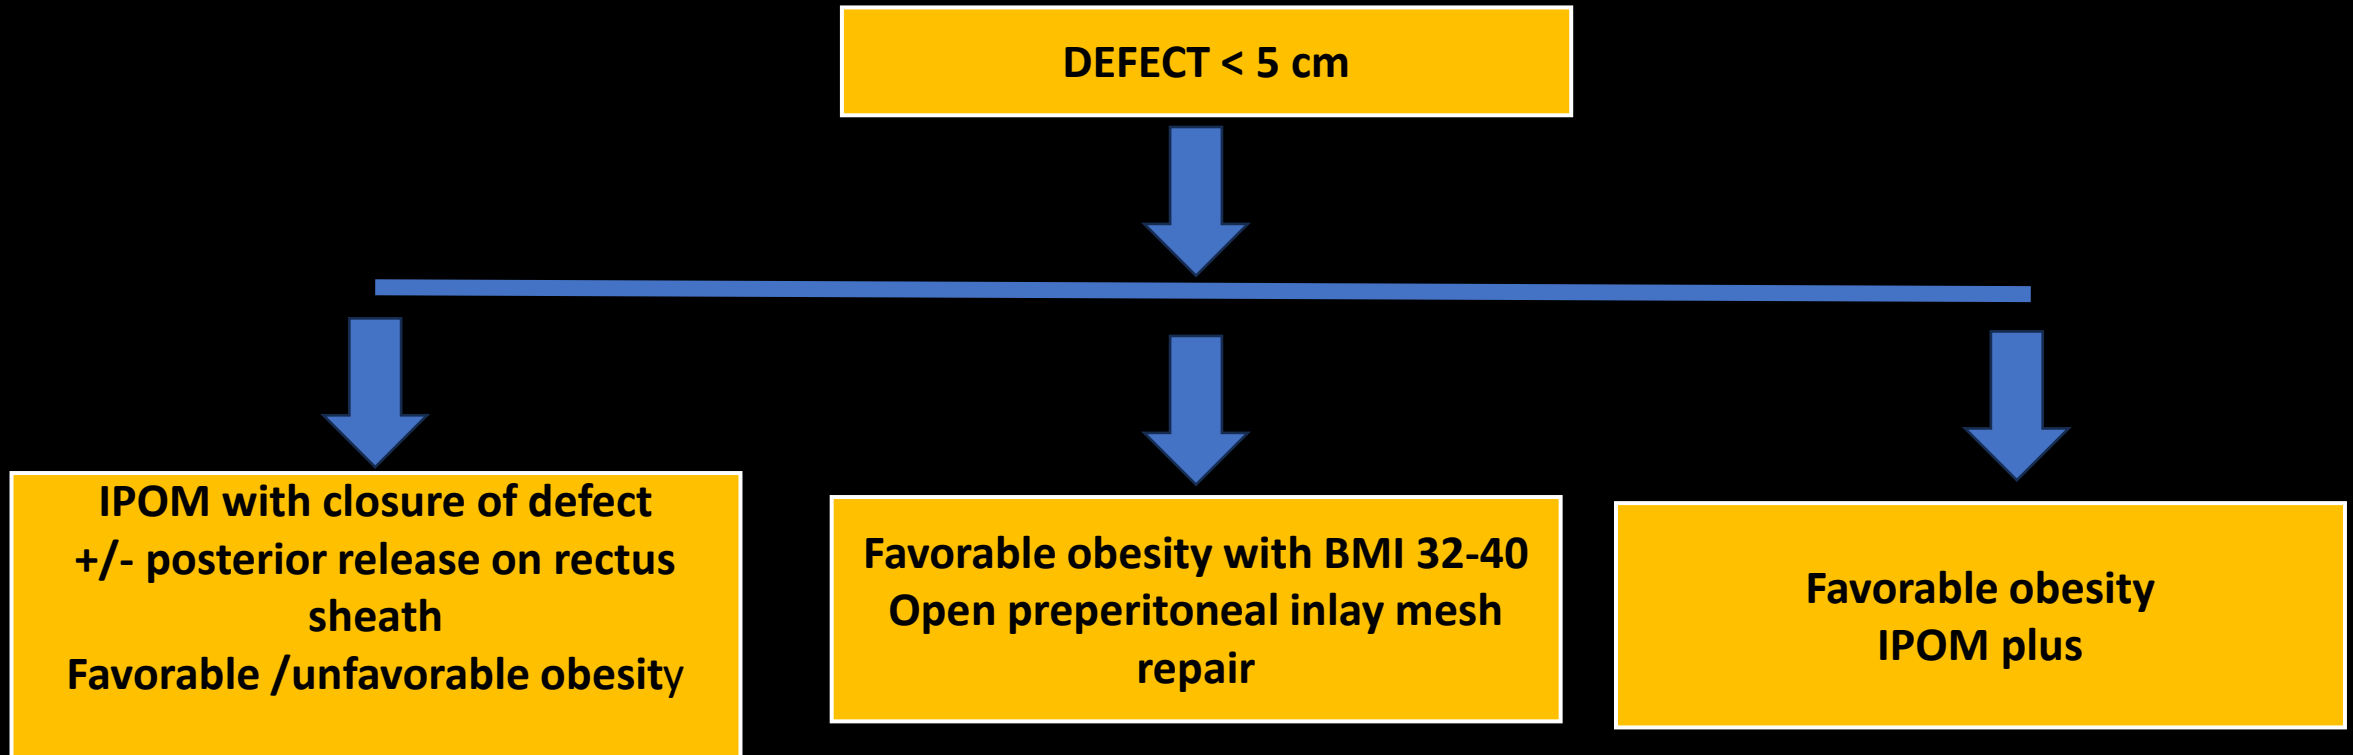 DEFECT < 5 cm
IPOM with closure of defect
+/- posterior release on rectus
sheath
Favorable /unfavorable obesity
Favorable obesity with BMI 32-40
Open preperitoneal inlay mesh
repair
Favorable obesity
IPOM plus